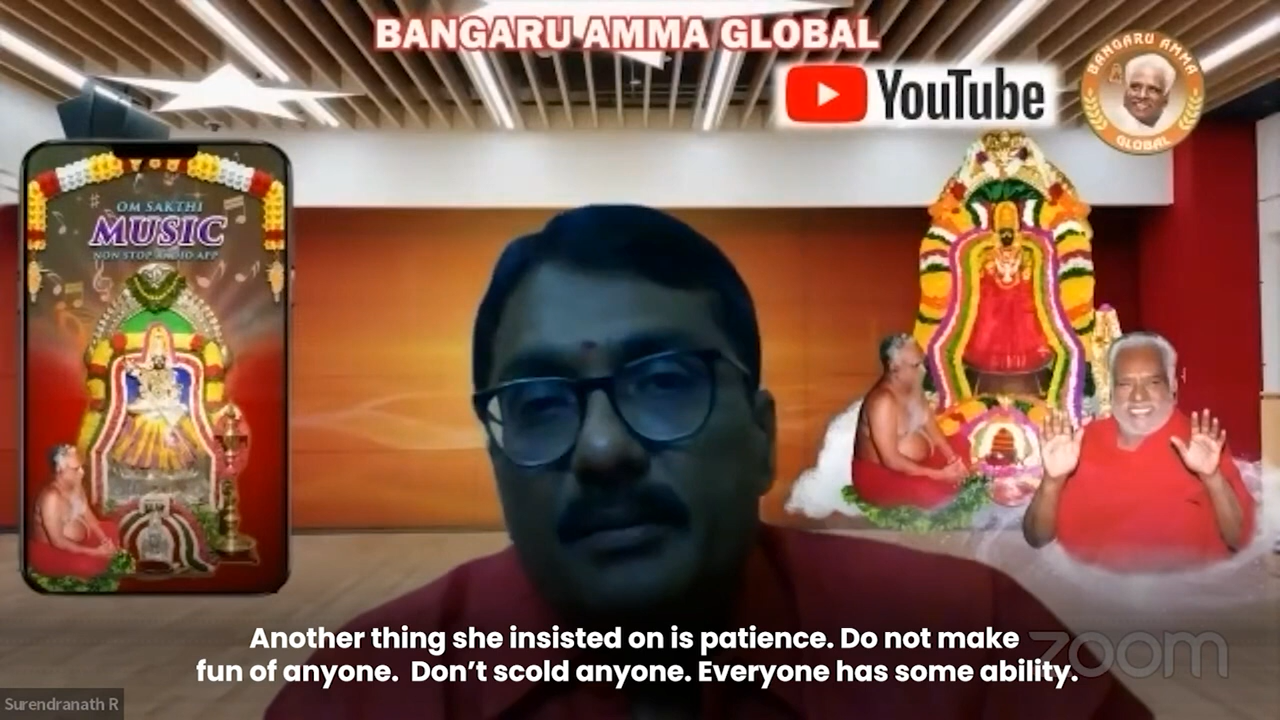 BANGARU AMMA GLOBAL
YouTube
BANGARU AMMA
GLOBAL
OM SAKTHI
MUSIC
NON STOP RADIO APP
Another thing she insisted on is patience. Do not make
fun of anyone. Don’t scold anyone. Everyone has some ability.
zoom
Surendranath R